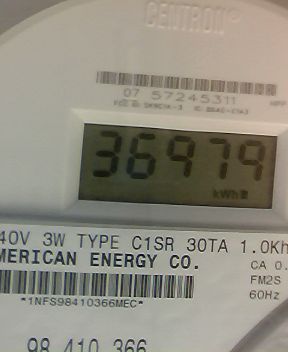 CENTRON®
07 57245311
36979
kWh
40V 3W TYPE C1SR 30TA 1.0Kh
MERICAN ENERGY CO.
CA 0.
FM2S
60Hz
*1NFS98410366MEC*
98 410 366